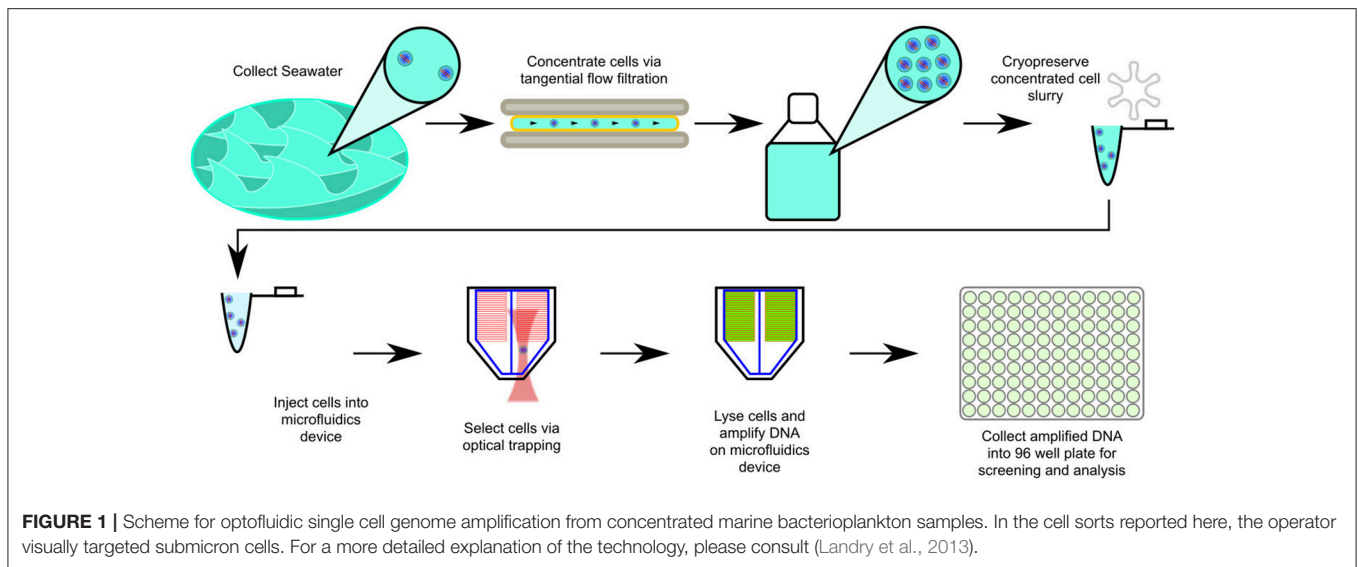 Collect Seawater
Concentrate cells via
tangential flow filtration
Cryopreserve
concentrated cell
slurry
Inject cells into
microfluidics
device
Select cells via
optical trapping
Lyse cells and
amplify DNA
on microfluidics
device
Collect amplified DNA
into 96 well plate for
screening and analysis
FIGURE 1 | Scheme for optofluidic single cell genome amplification from concentrated marine bacterioplankton samples. In the cell sorts reported here, the operator
visually targeted submicron cells. For a more detailed explanation of the technology, please consult (Landry et al., 2013).